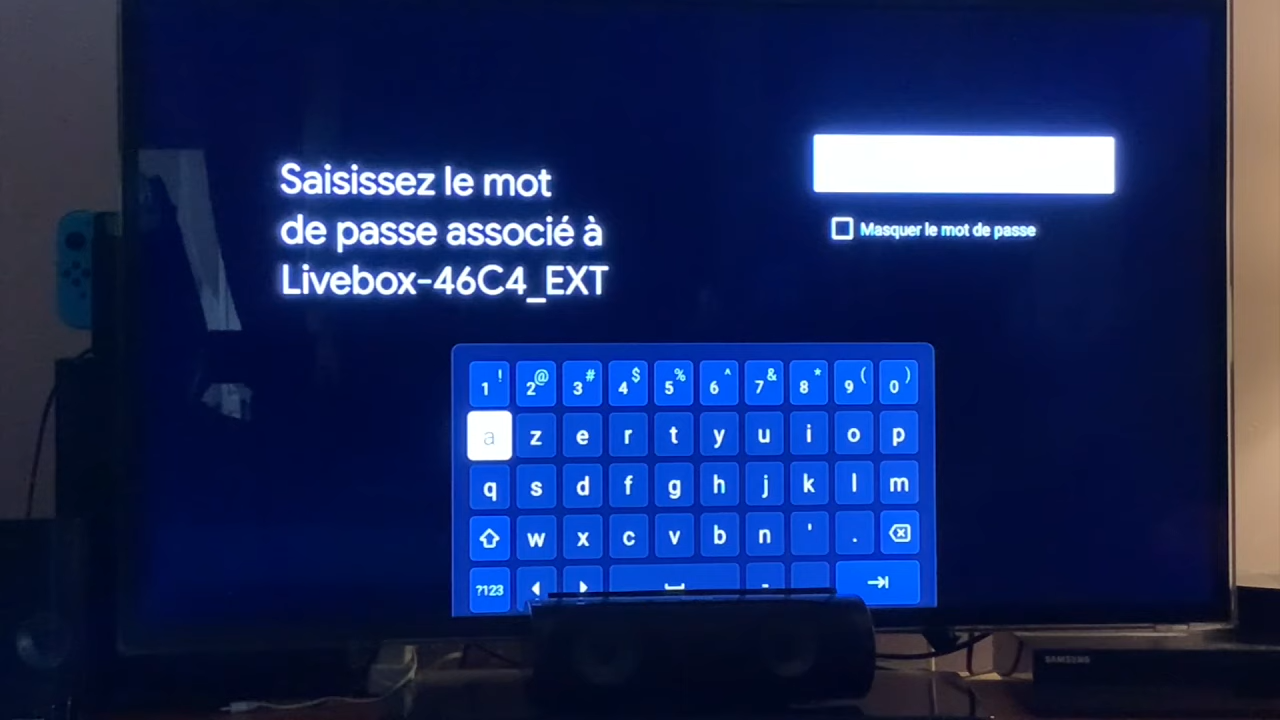 Saisissez le mot
de passe associé à
Livebox-46C4_EXT
Masquer le mot de passe
1 ! 2 @ 3 # 4 $ 5 % 6 ^ 7 & 8 * 9 ( 0 )
a z e r t y u i o p
q s d f g h j k l m
w x c v b n ' .
?123 -
SAMSUNG